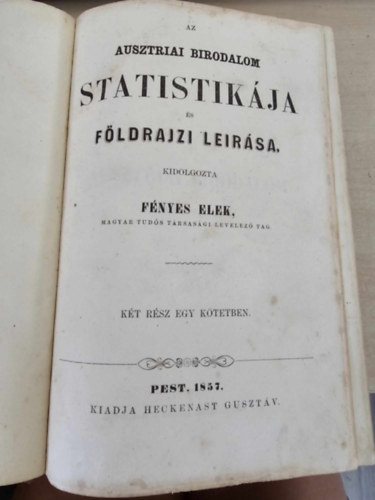 AZ
AUSZTRIAI BIRODALOM
STATISTIKÁJA
ÉS
FÖLDRAJZI LEIRÁSA.
KIDOLGOZTA
FÉNYES ELEK,
MAGYAR TUDÓS TÁRSASÁGI LEVELEZŐ TAG.
KÉT RÉSZ EGY KÖTETBEN.
PEST, 1857.
KIADJA HECKENAST GUSZTÁV.